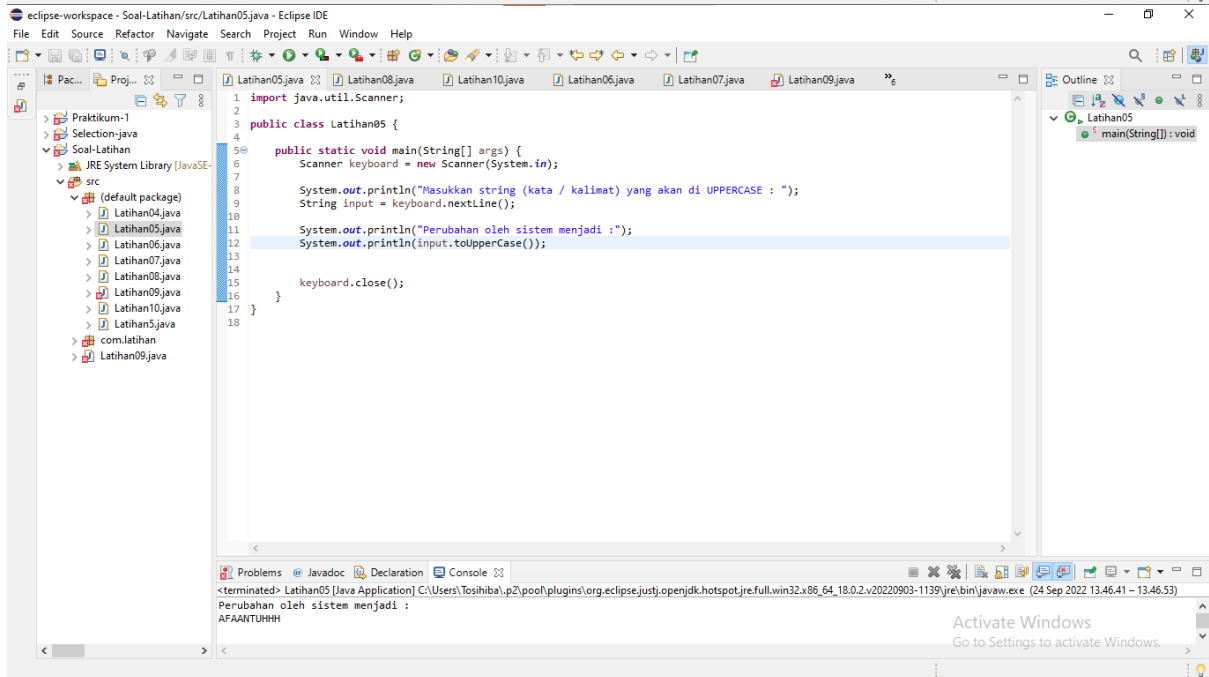 eclipse-workspace - Soal-Latihan/src/Latihan05.java - Eclipse IDE
File Edit Source Refactor Navigate Search Project Run Window Help
Pac... Proj...
Latihan05.java Latihan08.java Latihan10.java Latihan06.java Latihan07.java Latihan09.java »6
Outline
Praktikum-1
Selection-java
Soal-Latihan
JRE System Library [JavaSE-
src
(default package)
Latihan04.java
Latihan05.java
Latihan06.java
Latihan07.java
Latihan08.java
Latihan09.java
Latihan10.java
Latihan5.java
com.latihan
Latihan09.java
1 import java.util.Scanner;
2
3 public class Latihan05 {
4
5 public static void main(String[] args) {
6 Scanner keyboard = new Scanner(System.in);
7
8 System.out.println("Masukkan string (kata / kalimat) yang akan di UPPERCASE : ");
9 String input = keyboard.nextLine();
10
11 System.out.println("Perubahan oleh sistem menjadi :");
12 System.out.println(input.toUpperCase());
13
14
15 keyboard.close();
16 }
17 }
18
Latihan05
main(String[]) : void
Problems @ Javadoc Declaration Console
<terminated> Latihan05 [Java Application] C:\Users\Tosihiba\.p2\pool\plugins\org.eclipse.justj.openjdk.hotspot.jre.full.win32.x86_64_18.0.2.v20220903-1139\jre\bin\javaw.exe (24 Sep 2022 13.46.41 – 13.46.53)
Perubahan oleh sistem menjadi :
AFAANTUHHH
Activate Windows
Go to Settings to activate Windows.